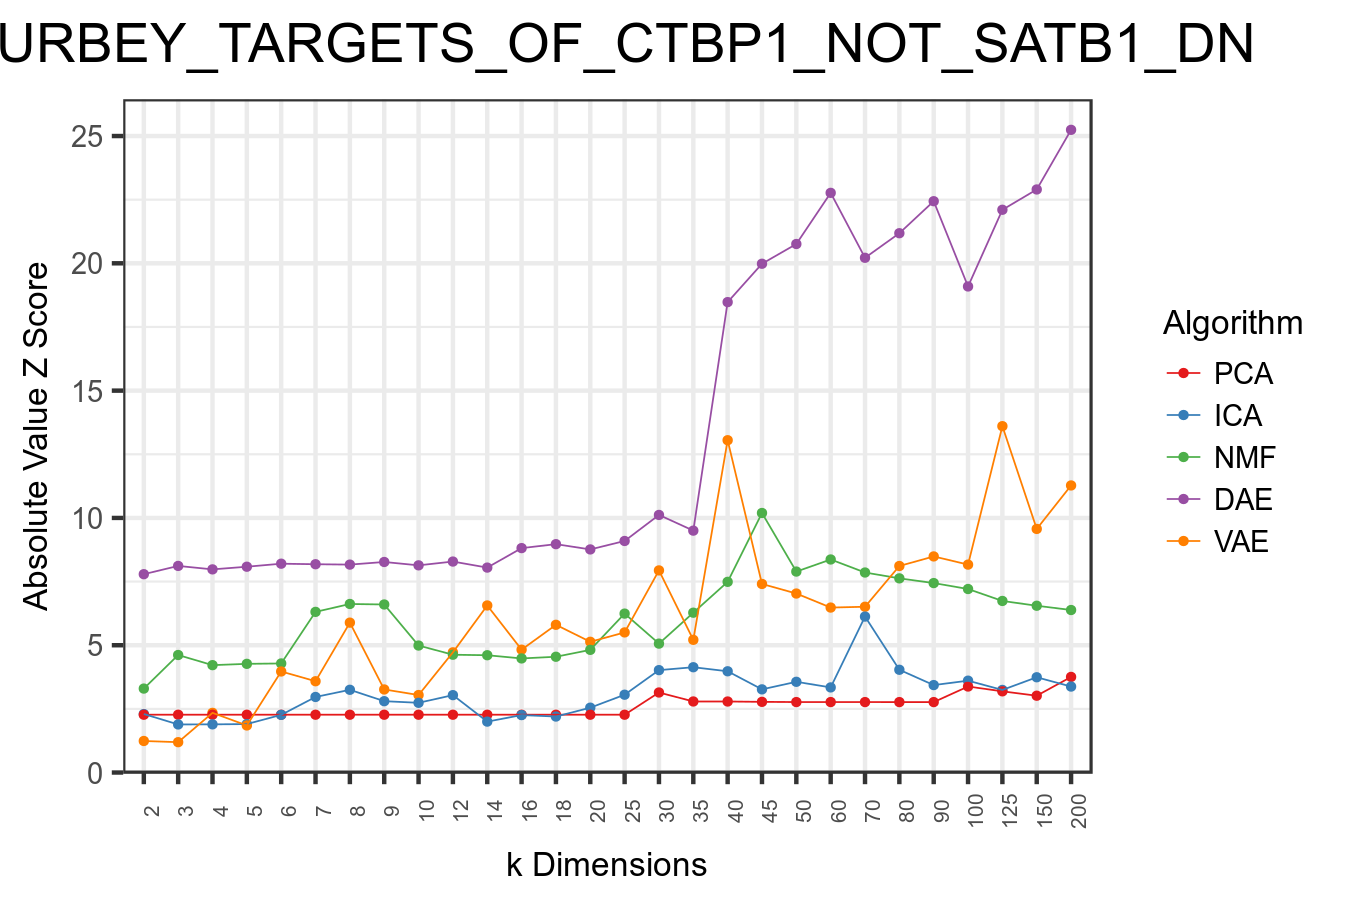 URBEY_TARGETS_OF_CTBP1_NOT_SATB1_DN
25
20
15
10
5
0
Absolute Value Z Score
2 3 4 5 6 7 8 9 10 12 14 16 18 20 25 30 35 40 45 50 60 70 80 90 100 125 150 200
k Dimensions
Algorithm
PCA
ICA
NMF
DAE
VAE